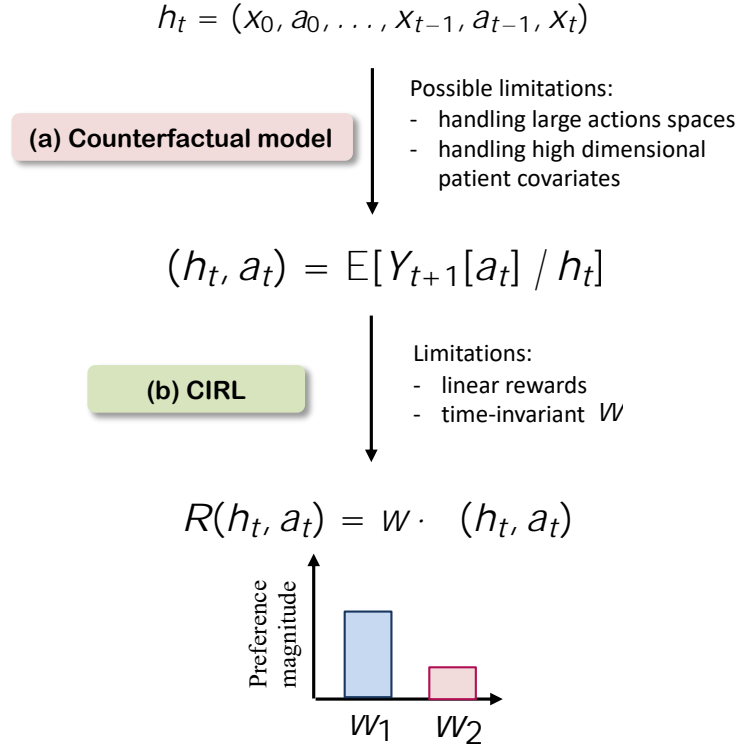 h_t = (x_0, a_0, . . . , x_{t−1}, a_{t−1}, x_t)
Possible limitations:
- handling large actions spaces
- handling high dimensional
patient covariates
(a) Counterfactual model
(h_t, a_t) = 𝔼[Y_{t+1}[a_t] / h_t]
Limitations:
- linear rewards
- time-invariant W
(b) CIRL
R(h_t, a_t) = w · (h_t, a_t)
Preference
magnitude
W_1 W_2